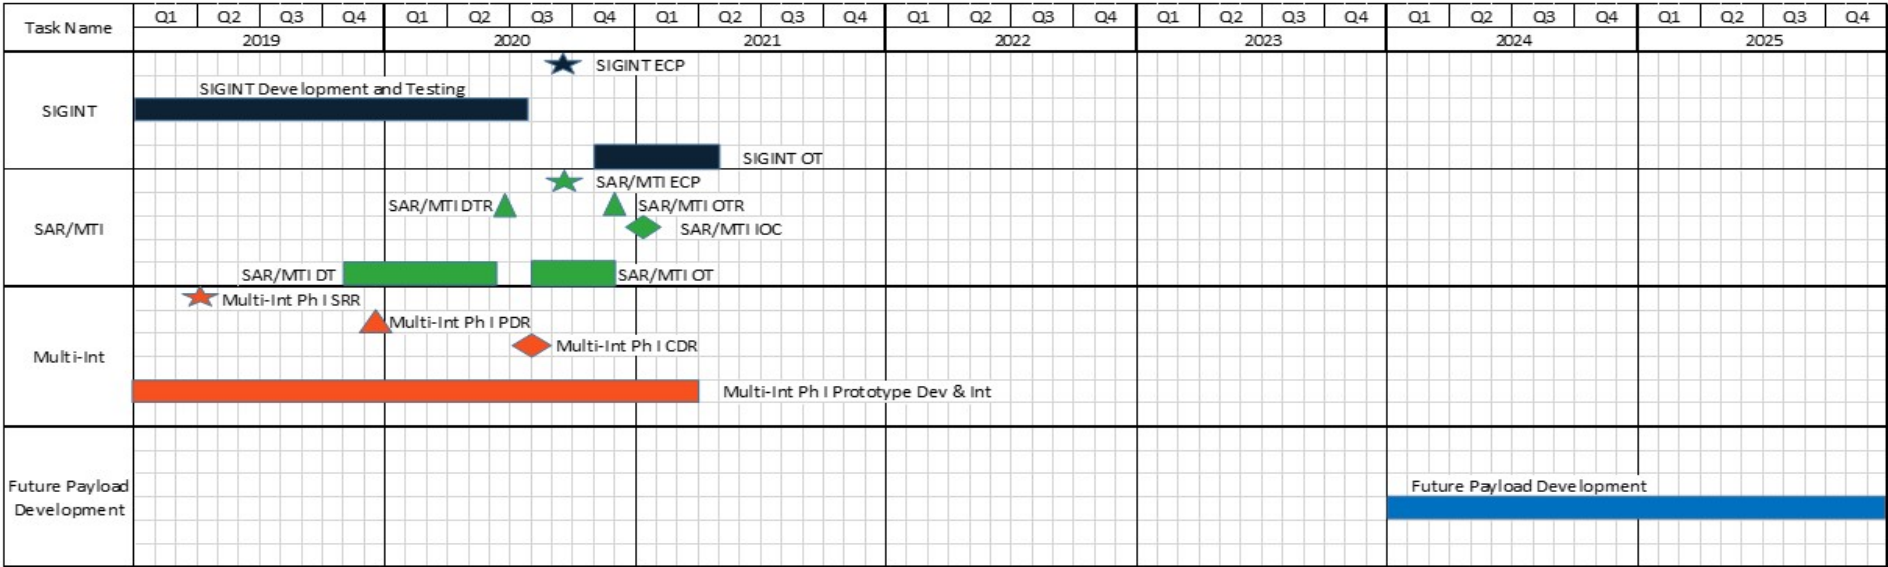 Task Name
Q1 Q2 Q3 Q4 Q1 Q2 Q3 Q4 Q1 Q2 Q3 Q4 Q1 Q2 Q3 Q4 Q1 Q2 Q3 Q4 Q1 Q2 Q3 Q4 Q1 Q2 Q3 Q4
2019 2020 2021 2022 2023 2024 2025
SIGINT
SIGINT ECP
SIGINT Development and Testing
SIGINT OT
SAR/MTI
SAR/MTI ECP
SAR/MTI DTR
SAR/MTI OTR
SAR/MTI IOC
SAR/MTI DT
SAR/MTI OT
Multi-Int
Multi-Int Ph I SRR
Multi-Int Ph I PDR
Multi-Int Ph I CDR
Multi-Int Ph I Prototype Dev & Int
Future Payload
Development
Future Payload Development